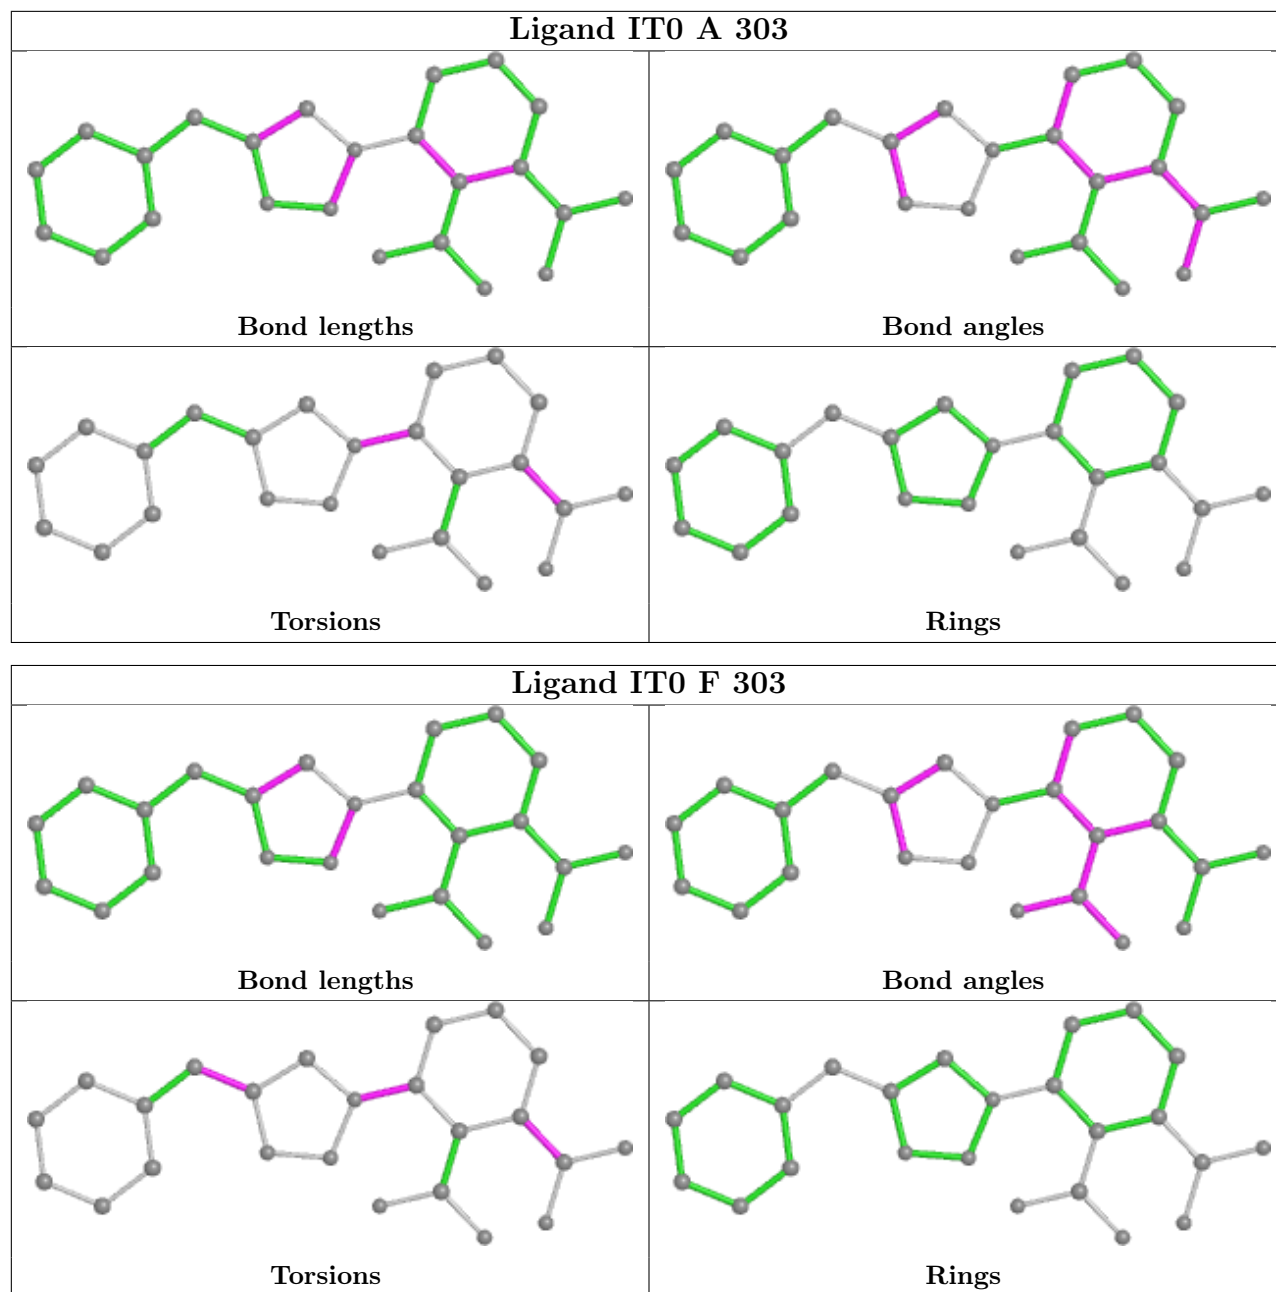 Ligand IT0 A 303
Bond lengths
Bond angles
Torsions
Rings
Ligand IT0 F 303
Bond lengths
Bond angles
Torsions
Rings